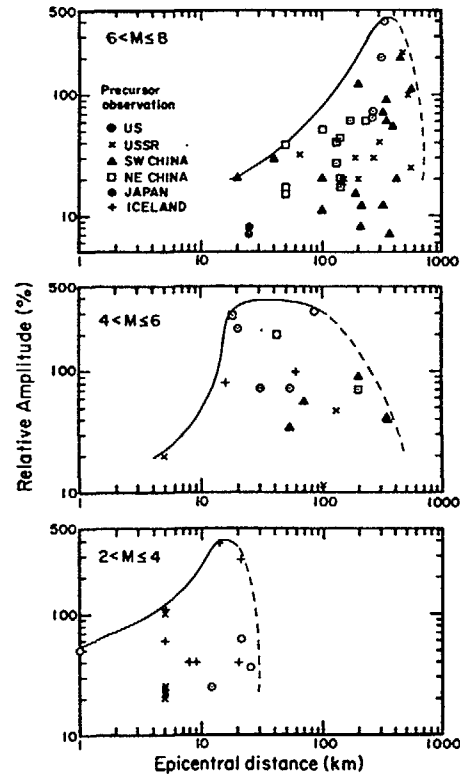 500
6<M≤8
Precursor
observation
US
100
USSR
SW CHINA
NE CHINA
JAPAN
ICELAND
10
1 10 100 1000
500
4<M≤6
100
10
1 10 100 1000
Relative Amplitude (%)
500
2<M≤4
100
10
1 10 100 1000
Epicentral distance (km)